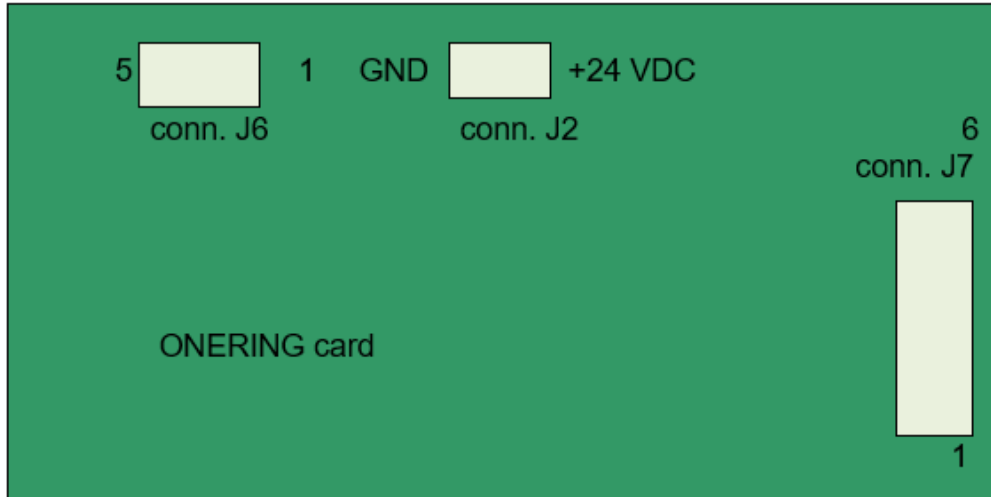 5 1 GND +24 VDC
conn. J6 conn. J2
6
conn. J7
ONERING card
1